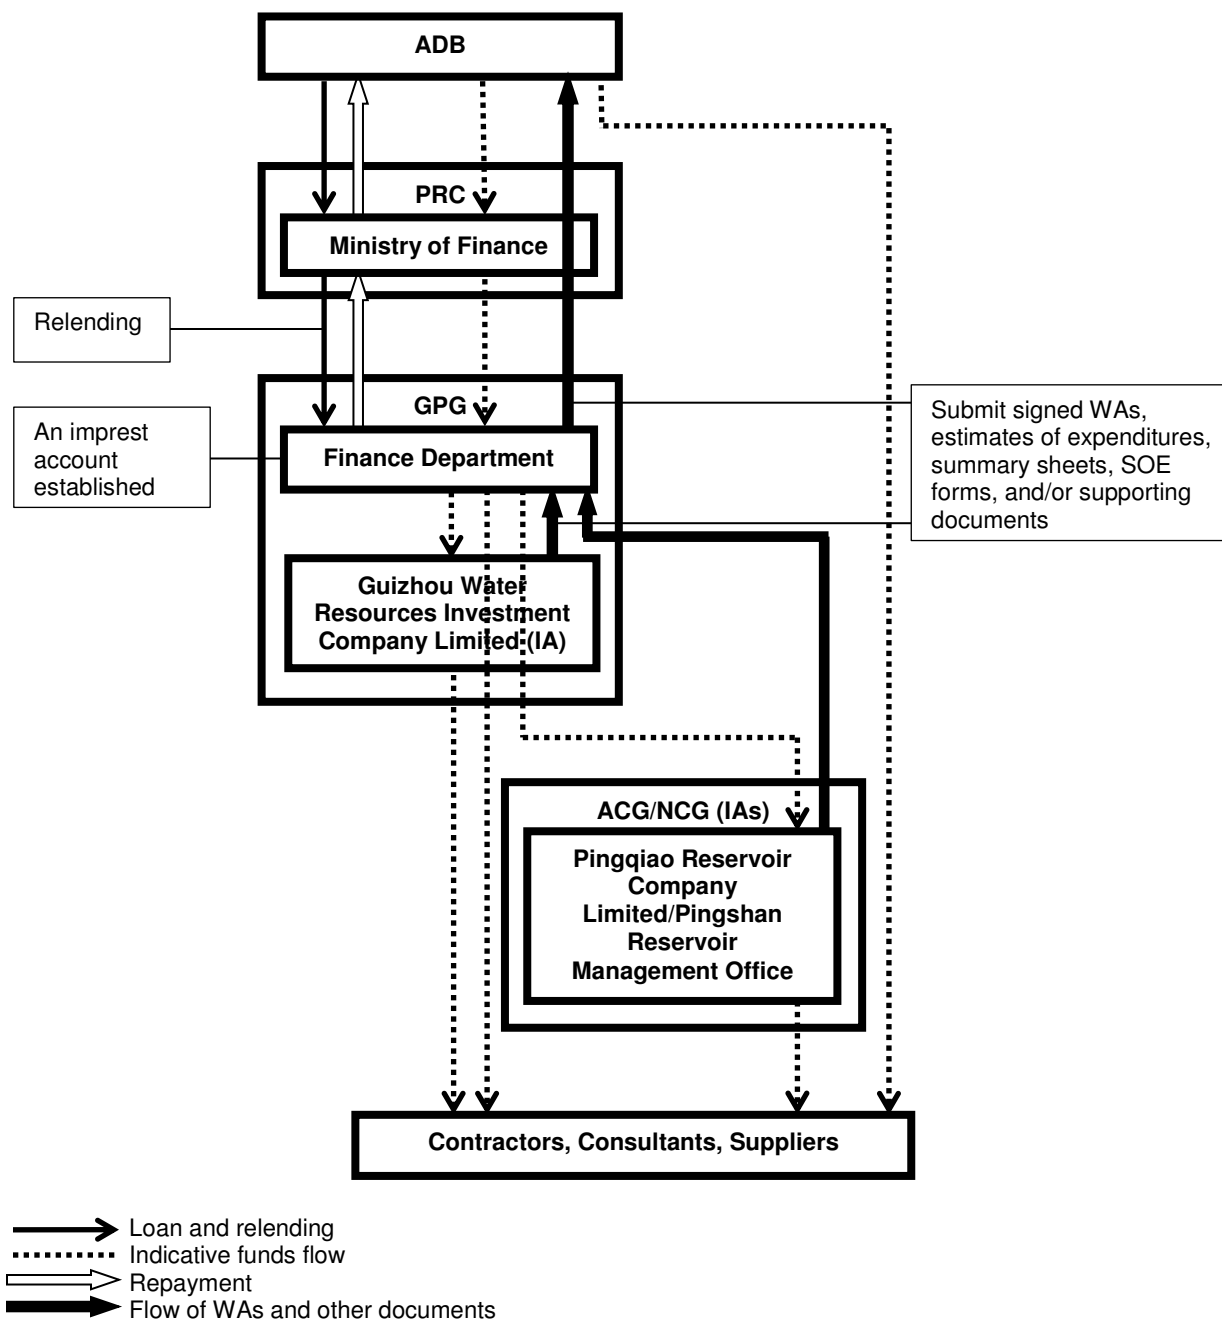 ADB
PRC
Ministry of Finance
Relending
GPG
Finance Department
An imprest
account
established
Submit signed WAs,
estimates of expenditures,
summary sheets, SOE
forms, and/or supporting
documents
Guizhou Water
Resources Investment
Company Limited (IA)
ACG/NCG (IAs)
Pingqiao Reservoir
Company
Limited/Pingshan
Reservoir
Management Office
Contractors, Consultants, Suppliers
Loan and relending
Indicative funds flow
Repayment
Flow of WAs and other documents